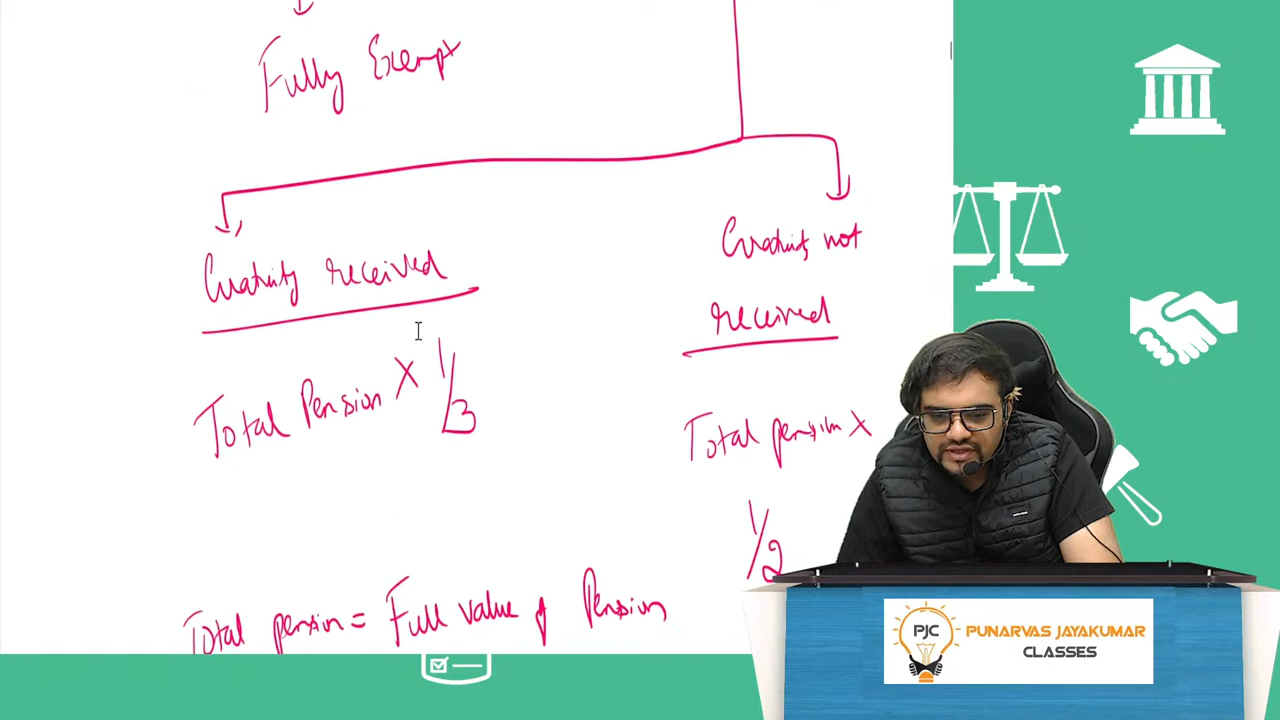 Fully Exempt
Gratuity received
Total Pension X 1/3
Gratuity not
received
Total pension X
1/2
Total pension = Full value of Pension
PJC
PUNARVAS JAYAKUMAR
CLASSES